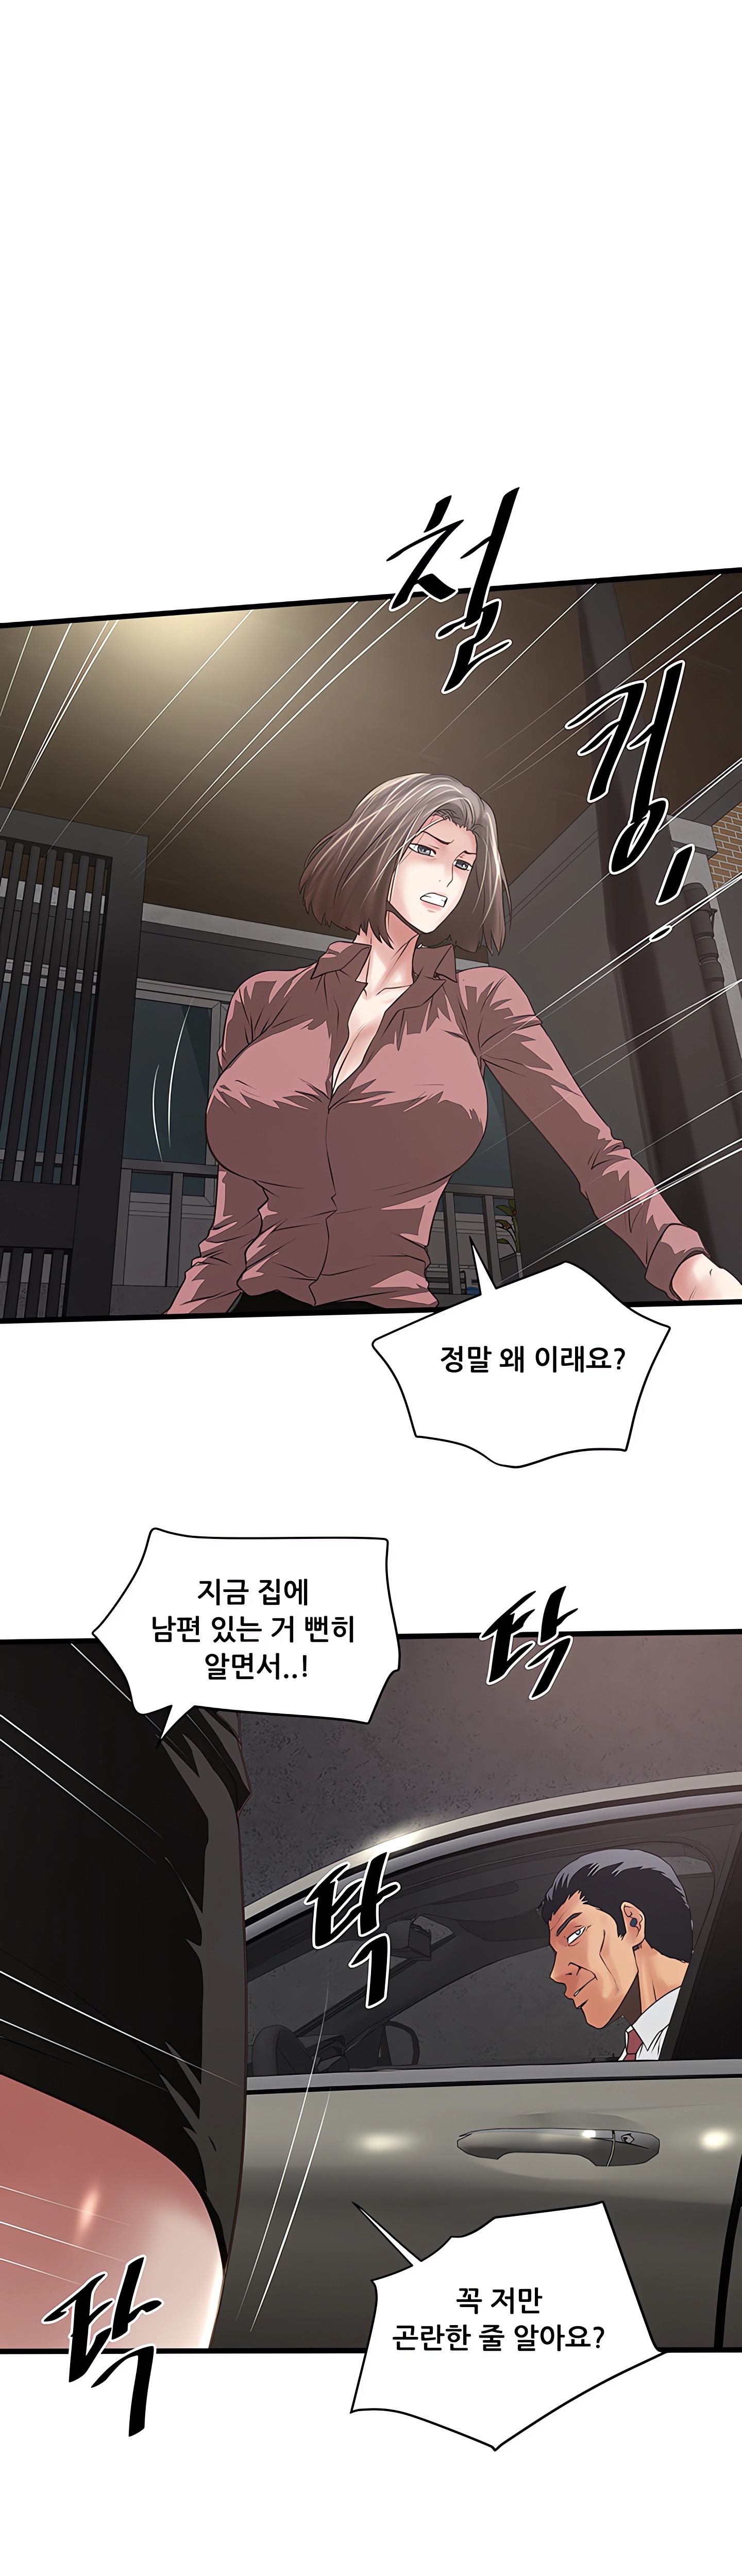 철
컹!
정말 왜 이래요?
지금 집에
남편 있는 거 뻔히
알면서..!
탁
탁
꼭 저만
곤란한 줄 알아요?
탁